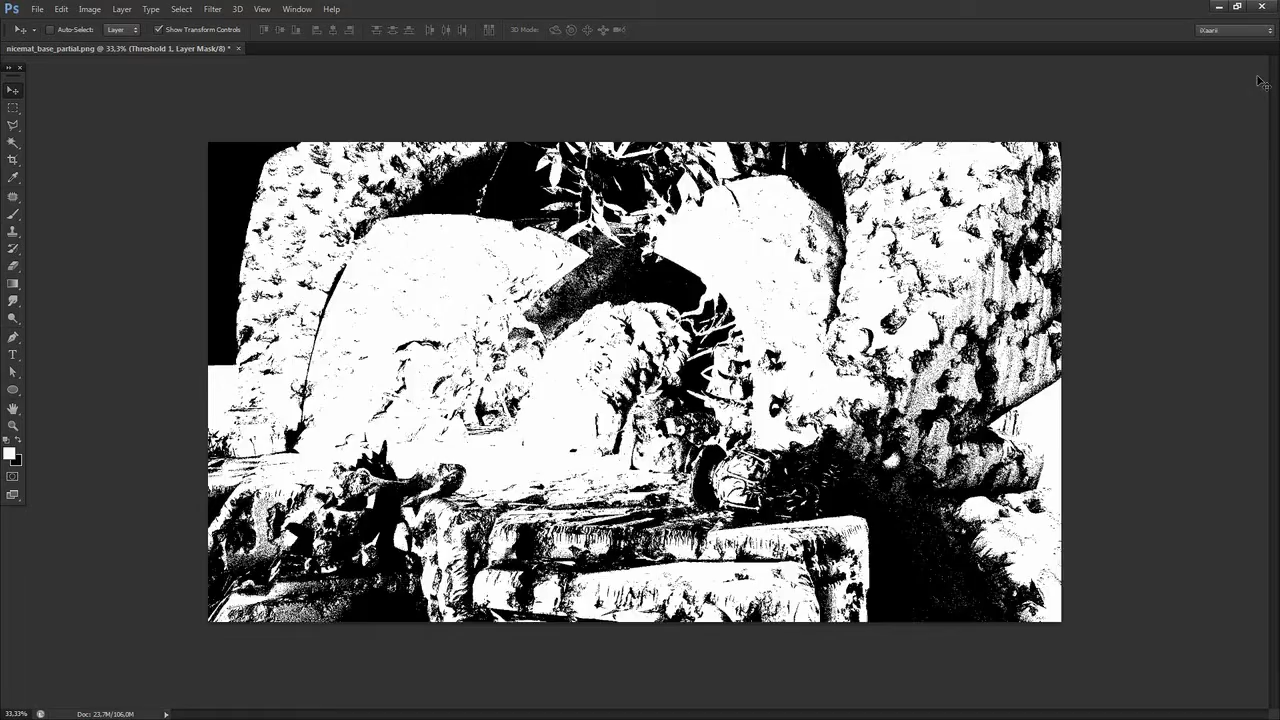 Ps File Edit Image Layer Type Select Filter 3D View Window Help
Auto-Select: Layer Show Transform Controls 3D Mode: iXaarii
nicemat_base_partial.png @ 33,3% (Threshold 1, Layer Mask/8) *
T
33,33% Doc: 23,7M/106,0M